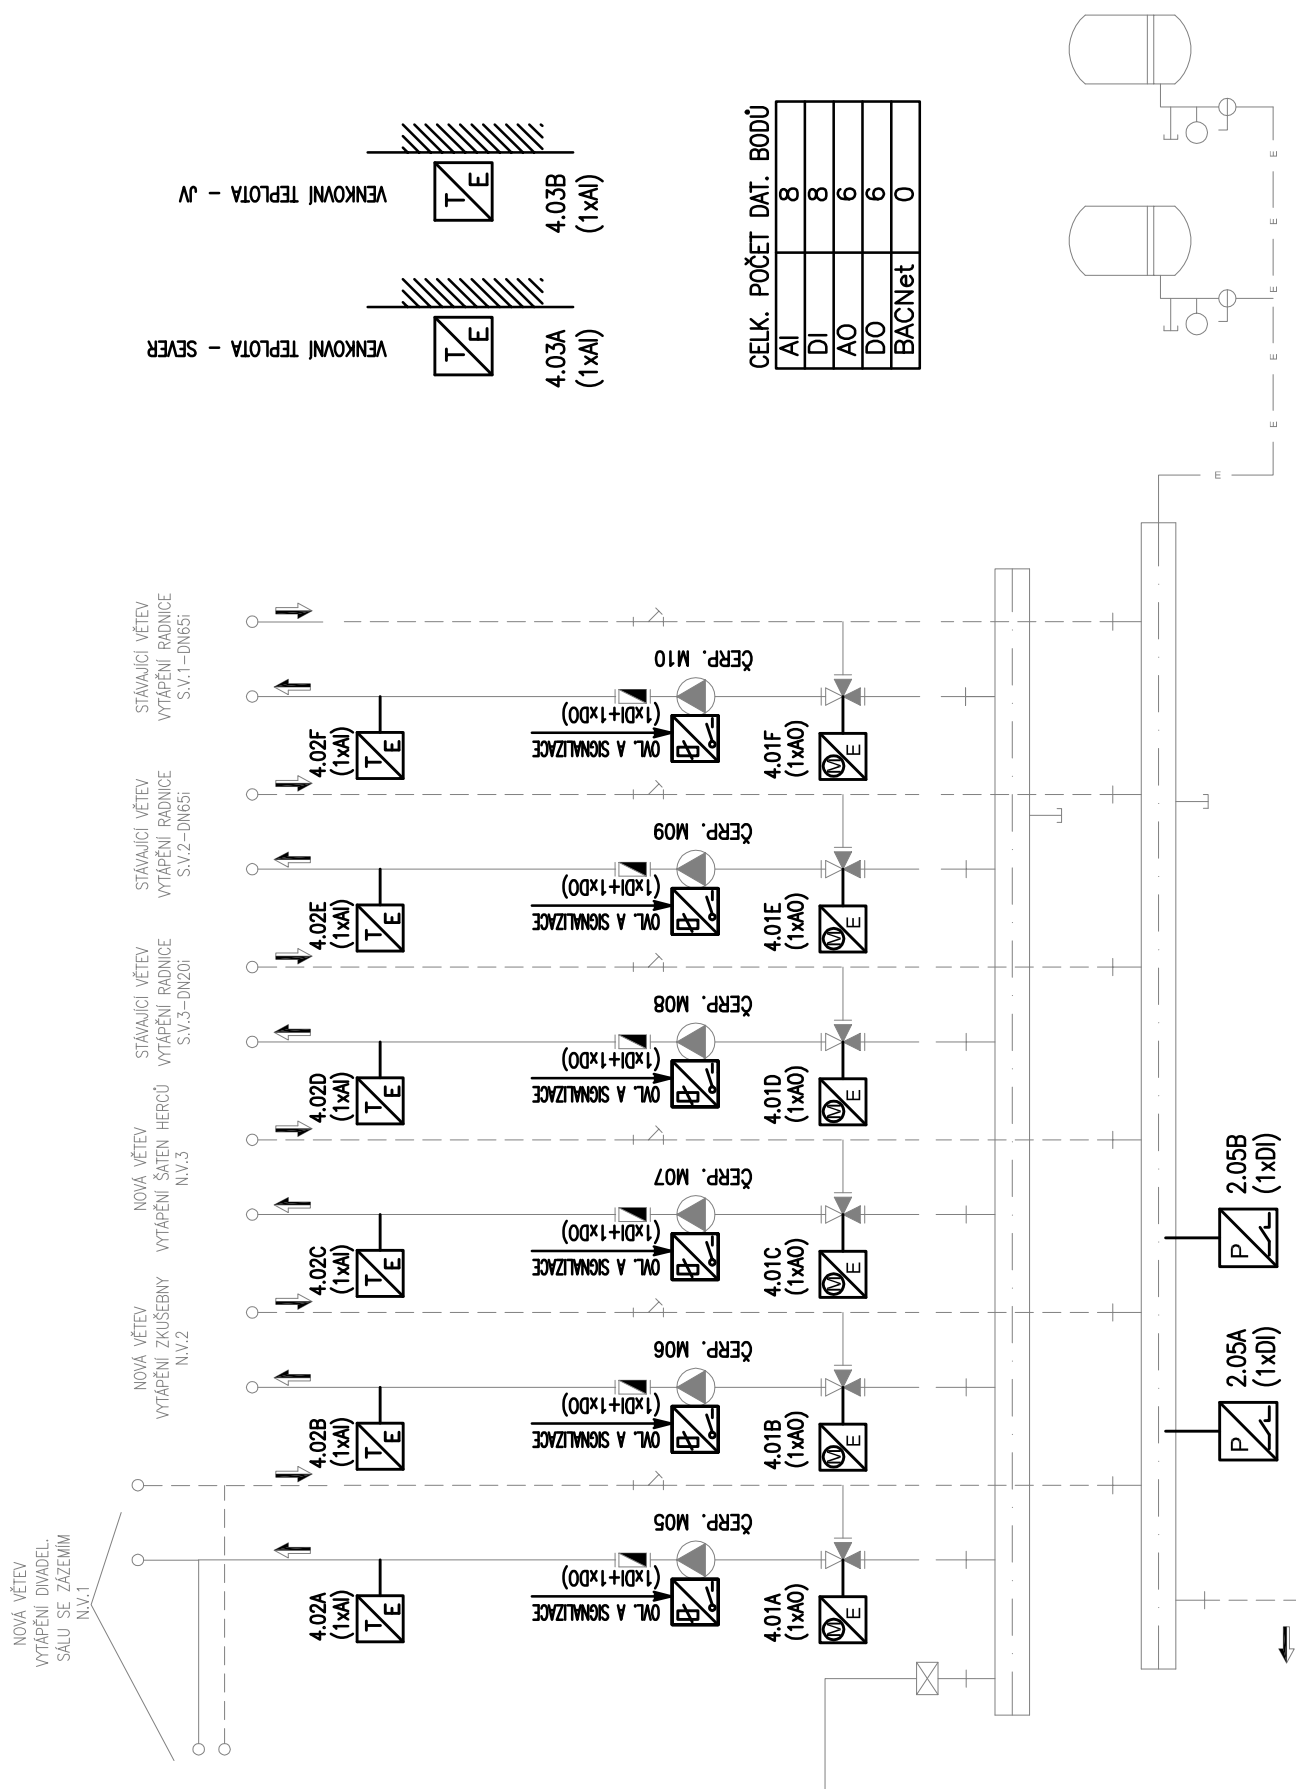 NOVÁ VĚTEV
VYTÁPĚNÍ DIVADEL.
SÁLU SE ZÁZEMÍM
N.V.1
NOVÁ VĚTEV
VYTÁPĚNÍ ZKUŠEBNY
N.V.2
NOVÁ VĚTEV
VYTÁPĚNÍ ŠATEN HERCŮ
N.V.3
STÁVAJÍCÍ VĚTEV
VYTÁPĚNÍ RADNICE
S.V.3-DN20i
STÁVAJÍCÍ VĚTEV
VYTÁPĚNÍ RADNICE
S.V.2-DN65i
STÁVAJÍCÍ VĚTEV
VYTÁPĚNÍ RADNICE
S.V.1-DN65i
VENKOVNÍ TEPLOTA - SEVER
T
E
4.03A
(1xAI)
VENKOVNÍ TEPLOTA - JV
T
E
4.03B
(1xAI)
4.02A
(1xAI)
T
E
4.02B
(1xAI)
T
E
4.02C
(1xAI)
T
E
4.02D
(1xAI)
T
E
4.02E
(1xAI)
T
E
4.02F
(1xAI)
T
E
OVL. A SIGNALIZACE
(1xDI+1xDO)
ČERP. M05
OVL. A SIGNALIZACE
(1xDI+1xDO)
ČERP. M06
OVL. A SIGNALIZACE
(1xDI+1xDO)
ČERP. M07
OVL. A SIGNALIZACE
(1xDI+1xDO)
ČERP. M08
OVL. A SIGNALIZACE
(1xDI+1xDO)
ČERP. M09
OVL. A SIGNALIZACE
(1xDI+1xDO)
ČERP. M10
4.01A
(1xAO)
M
E
4.01B
(1xAO)
M
E
4.01C
(1xAO)
M
E
4.01D
(1xAO)
M
E
4.01E
(1xAO)
M
E
4.01F
(1xAO)
M
E
CELK. POČET DAT. BODŮ
AI 8
DI 8
AO 6
DO 6
BACNet 0
P
2.05A
(1xDI)
P
2.05B
(1xDI)
E
E
E
E
E
E